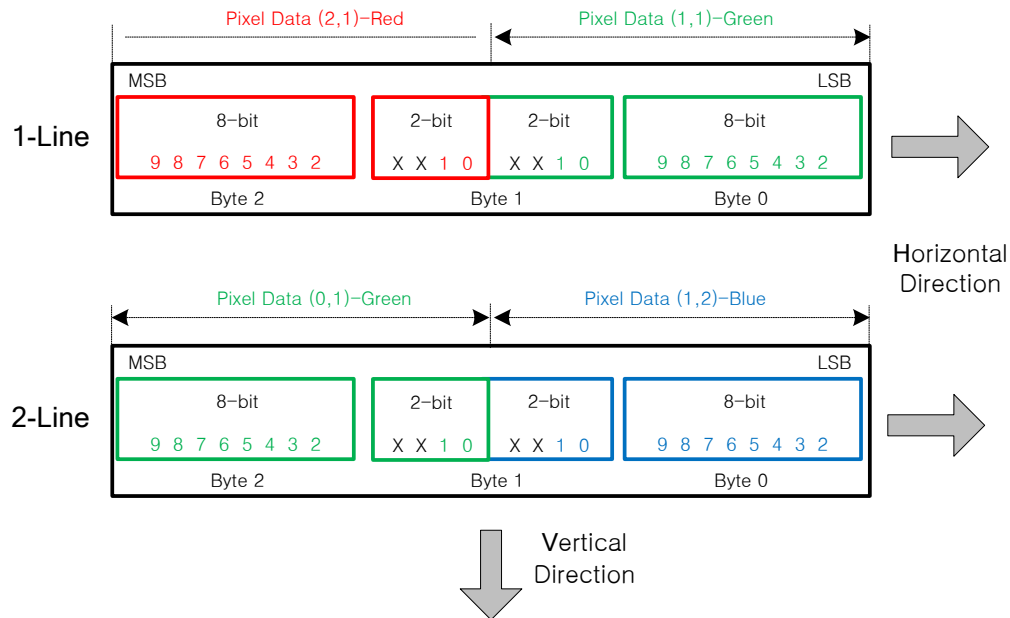 Pixel Data (2,1)-Red Pixel Data (1,1)-Green
MSB LSB
1-Line
8-bit 2-bit 2-bit 8-bit
9 8 7 6 5 4 3 2 X X 1 0 X X 1 0 9 8 7 6 5 4 3 2
Byte 2 Byte 1 Byte 0
Horizontal
Direction
Pixel Data (0,1)-Green Pixel Data (1,2)-Blue
MSB LSB
2-Line
8-bit 2-bit 2-bit 8-bit
9 8 7 6 5 4 3 2 X X 1 0 X X 1 0 9 8 7 6 5 4 3 2
Byte 2 Byte 1 Byte 0
Vertical
Direction